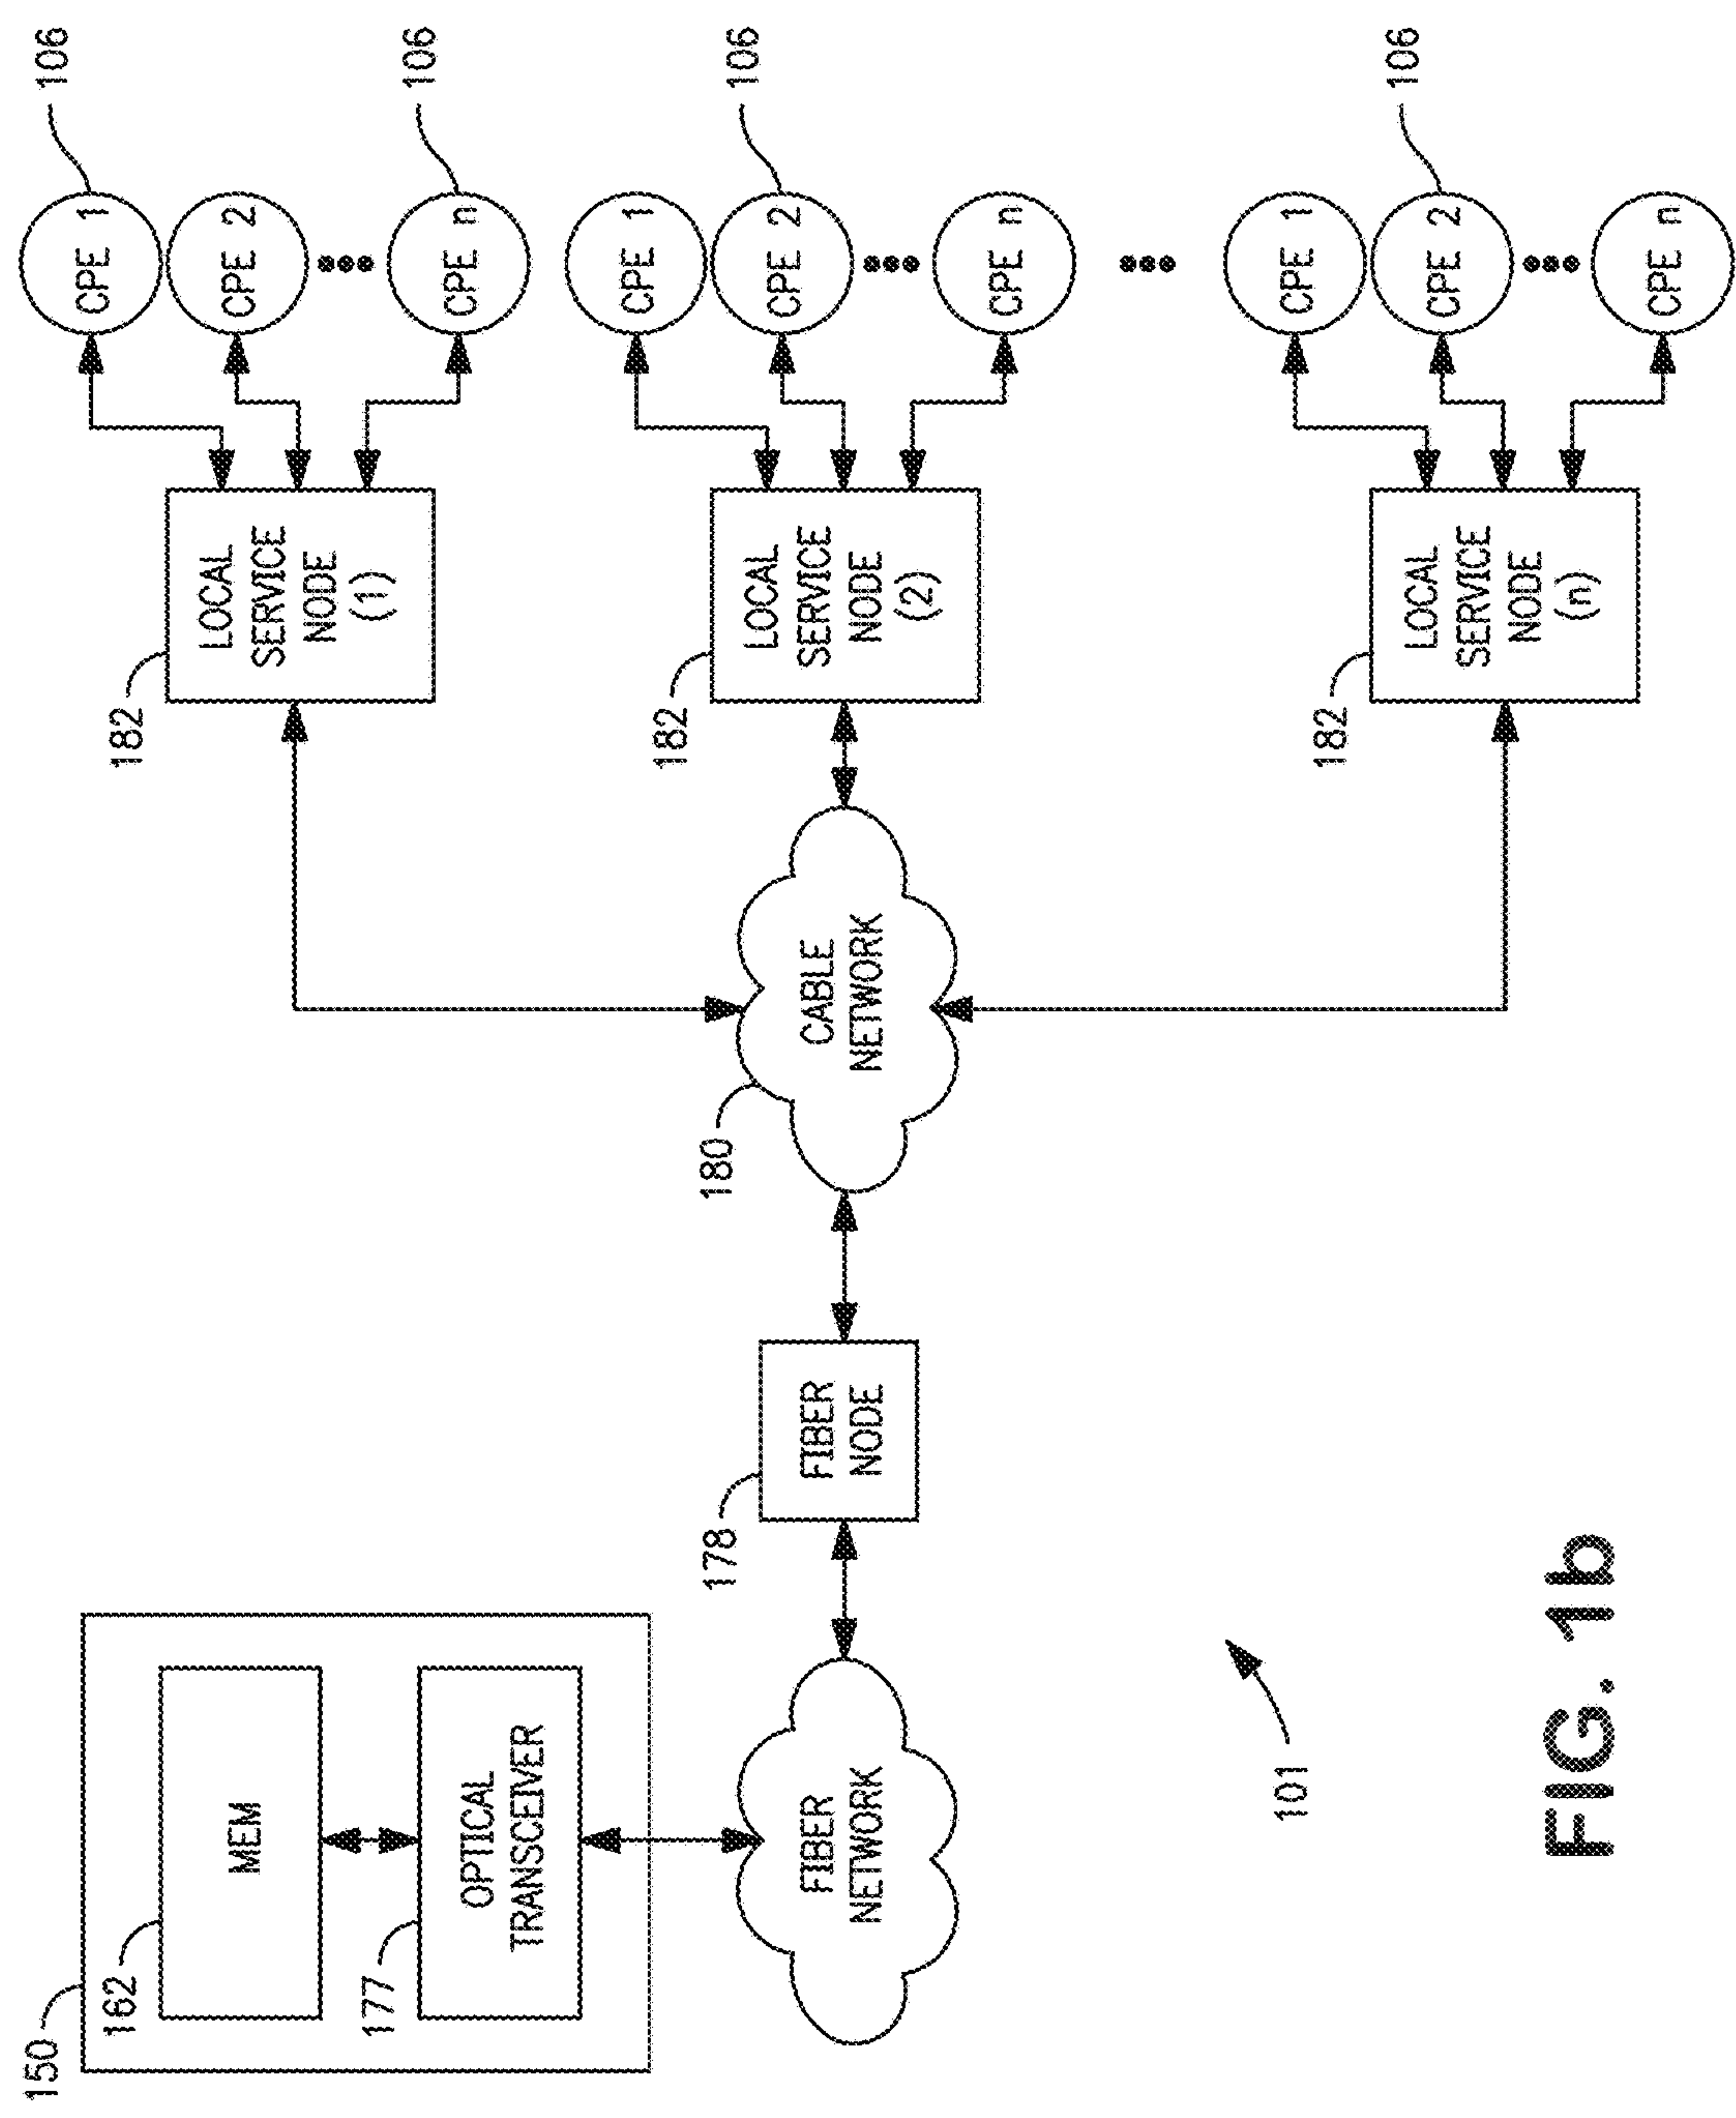 150
162
MEM
177
OPTICAL
TRANSCEIVER
FIBER
NETWORK
178
FIBER
NODE
180
CABLE
NETWORK
182
LOCAL
SERVICE
NODE
(1)
CPE 1
106
CPE 2
CPE n
106
182
LOCAL
SERVICE
NODE
(2)
CPE 1
CPE 2
106
CPE n
182
LOCAL
SERVICE
NODE
(n)
CPE 1
CPE 2
106
CPE n
101
FIG. 1b